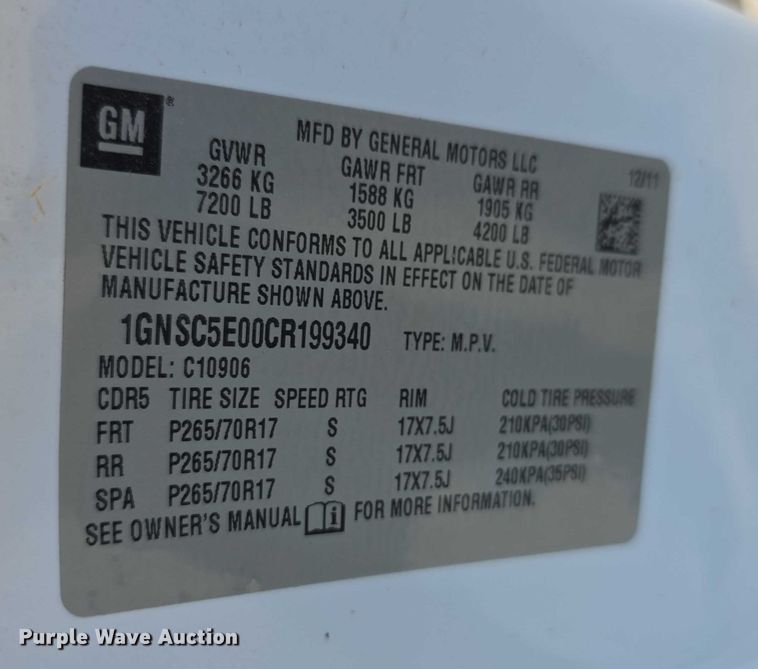 GM ®
MFD BY GENERAL MOTORS LLC
12/11
GVWR GAWR FRT GAWR RR
3266 KG 1588 KG 1905 KG
7200 LB 3500 LB 4200 LB
THIS VEHICLE CONFORMS TO ALL APPLICABLE U.S. FEDERAL MOTOR
VEHICLE SAFETY STANDARDS IN EFFECT ON THE DATE OF
MANUFACTURE SHOWN ABOVE.
1GNSC5E00CR199340 TYPE: M.P.V.
MODEL: C10906
CDR5 TIRE SIZE SPEED RTG RIM COLD TIRE PRESSURE
FRT P265/70R17 S 17X7.5J 210KPA(30PSI)
RR P265/70R17 S 17X7.5J 210KPA(30PSI)
SPA P265/70R17 S 17X7.5J 240KPA(35PSI)
SEE OWNER'S MANUAL i FOR MORE INFORMATION.
Purple Wave Auction